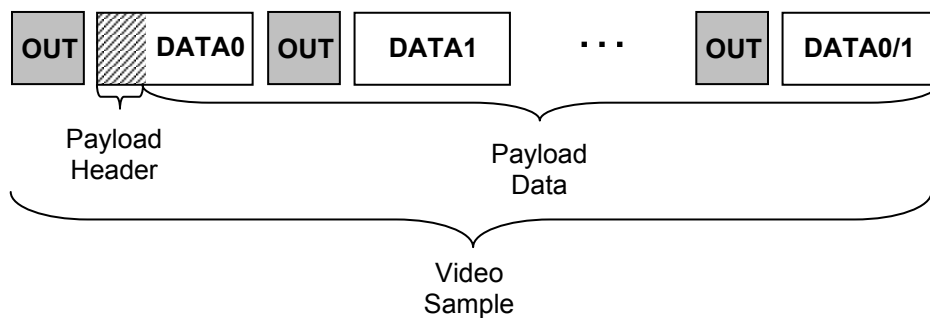 OUT DATA0 OUT DATA1 ... OUT DATA0/1
Payload
Header
Payload
Data
Video
Sample